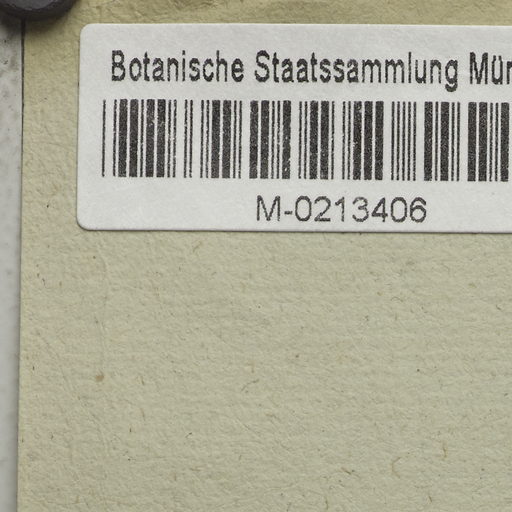 Botanische Staatssammlung Mün
M-0213406